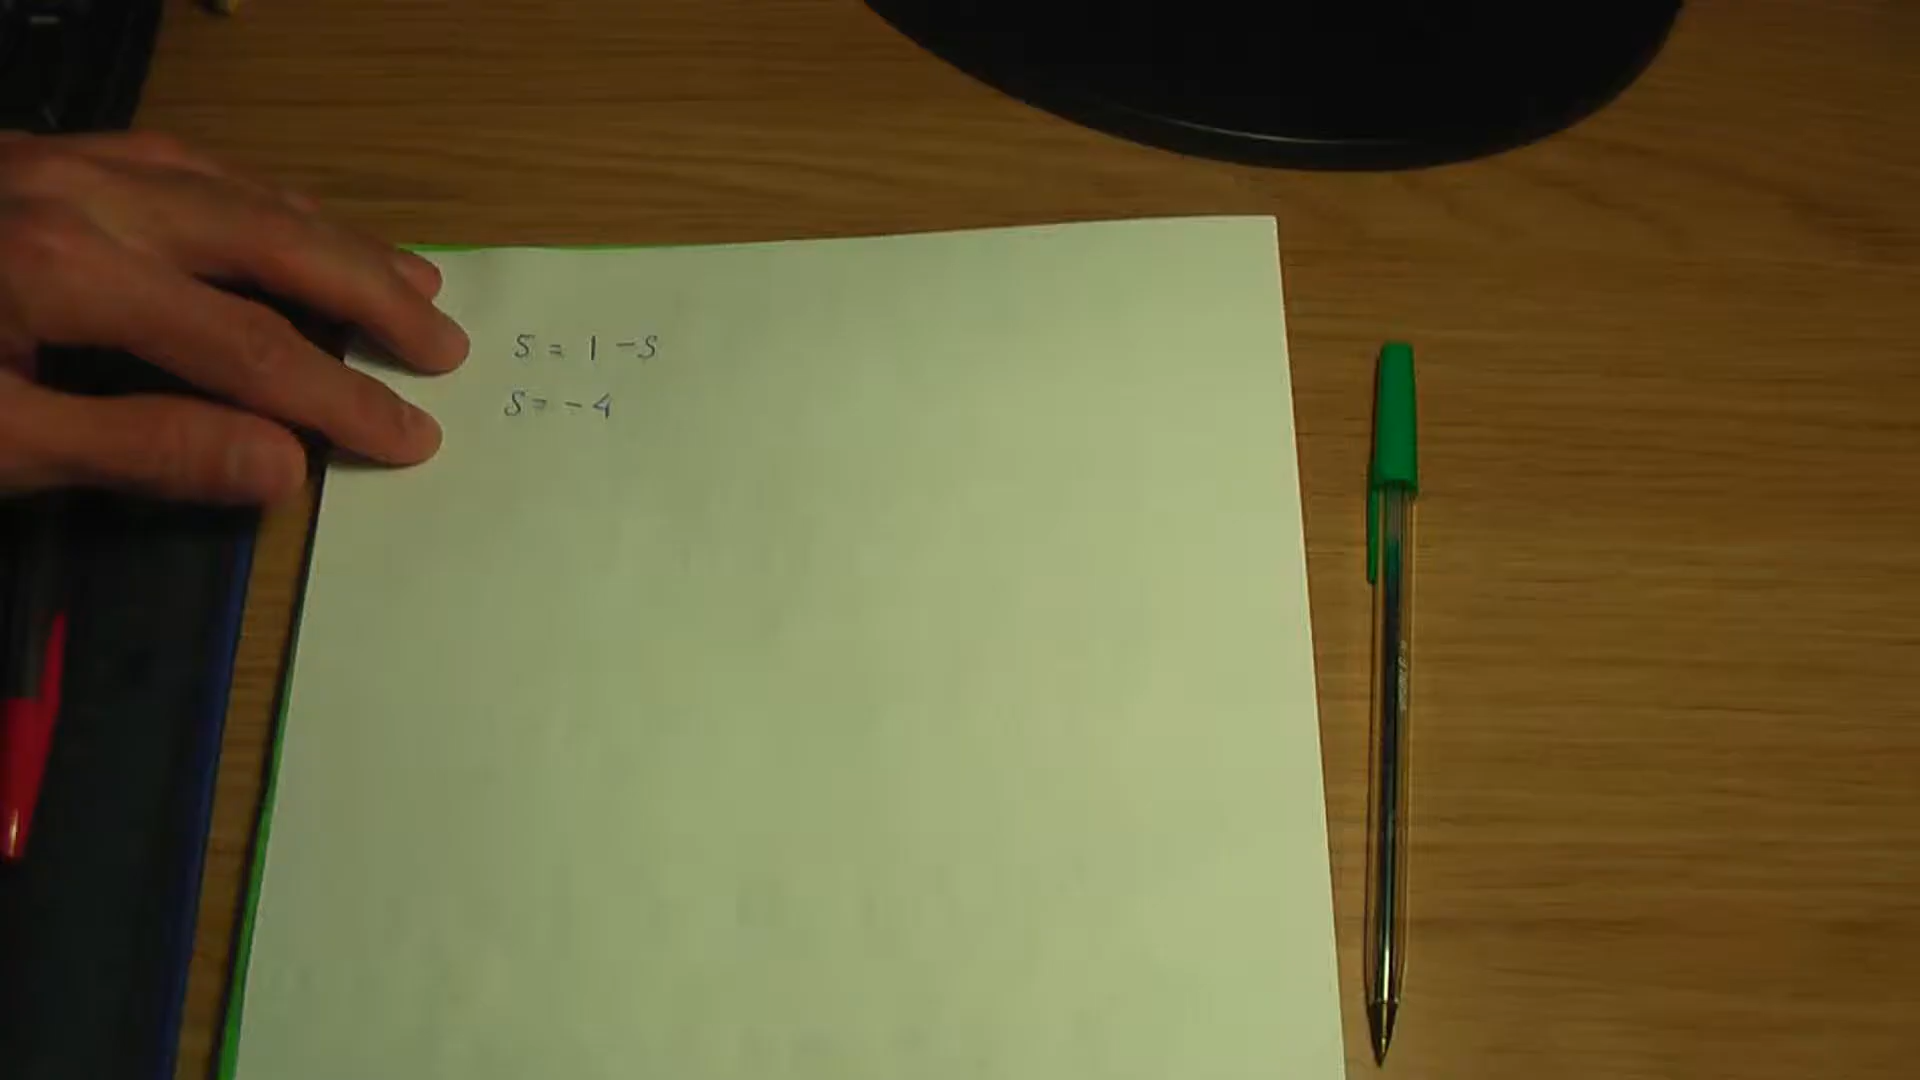 S = 1 - S
S = - 4